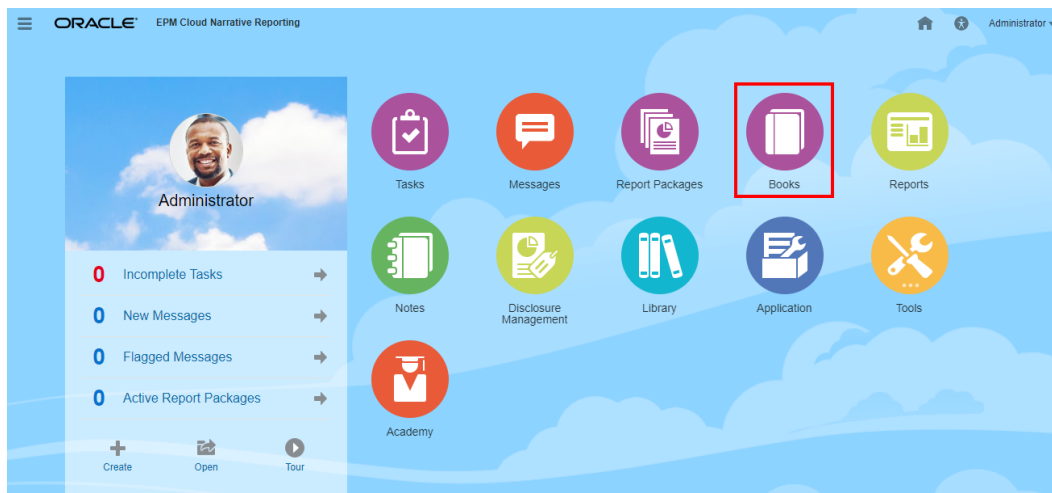 ORACLE EPM Cloud Narrative Reporting
Administrator
Administrator
0 Incomplete Tasks
0 New Messages
0 Flagged Messages
0 Active Report Packages
Create Open Tour
Tasks Messages Report Packages Books Reports
Notes Disclosure Management Library Application Tools
Academy